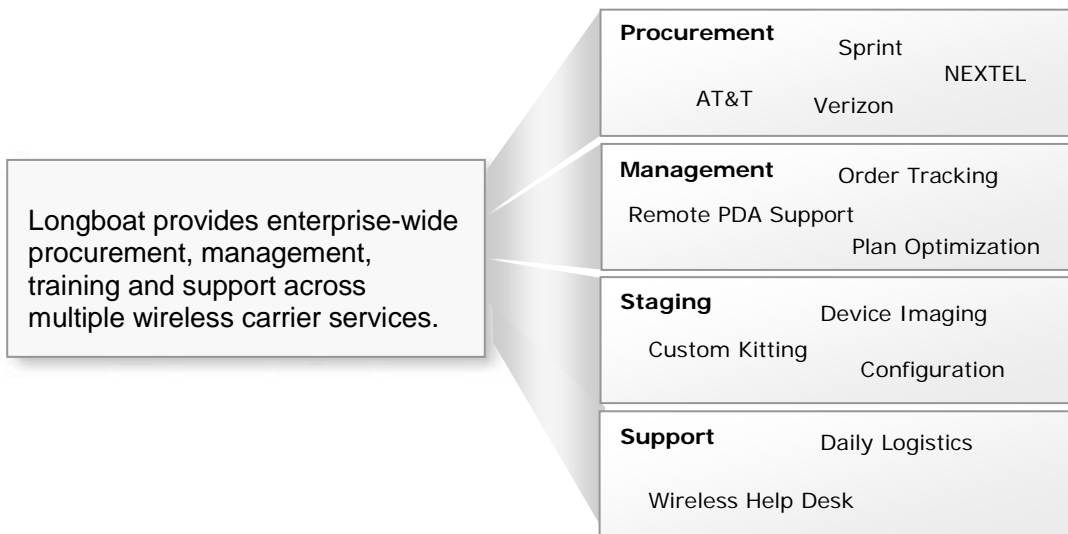 Longboat provides enterprise-wide
procurement, management,
training and support across
multiple wireless carrier services.
Procurement
Sprint
NEXTEL
AT&T
Verizon
Management
Order Tracking
Remote PDA Support
Plan Optimization
Staging
Device Imaging
Custom Kitting
Configuration
Support
Daily Logistics
Wireless Help Desk